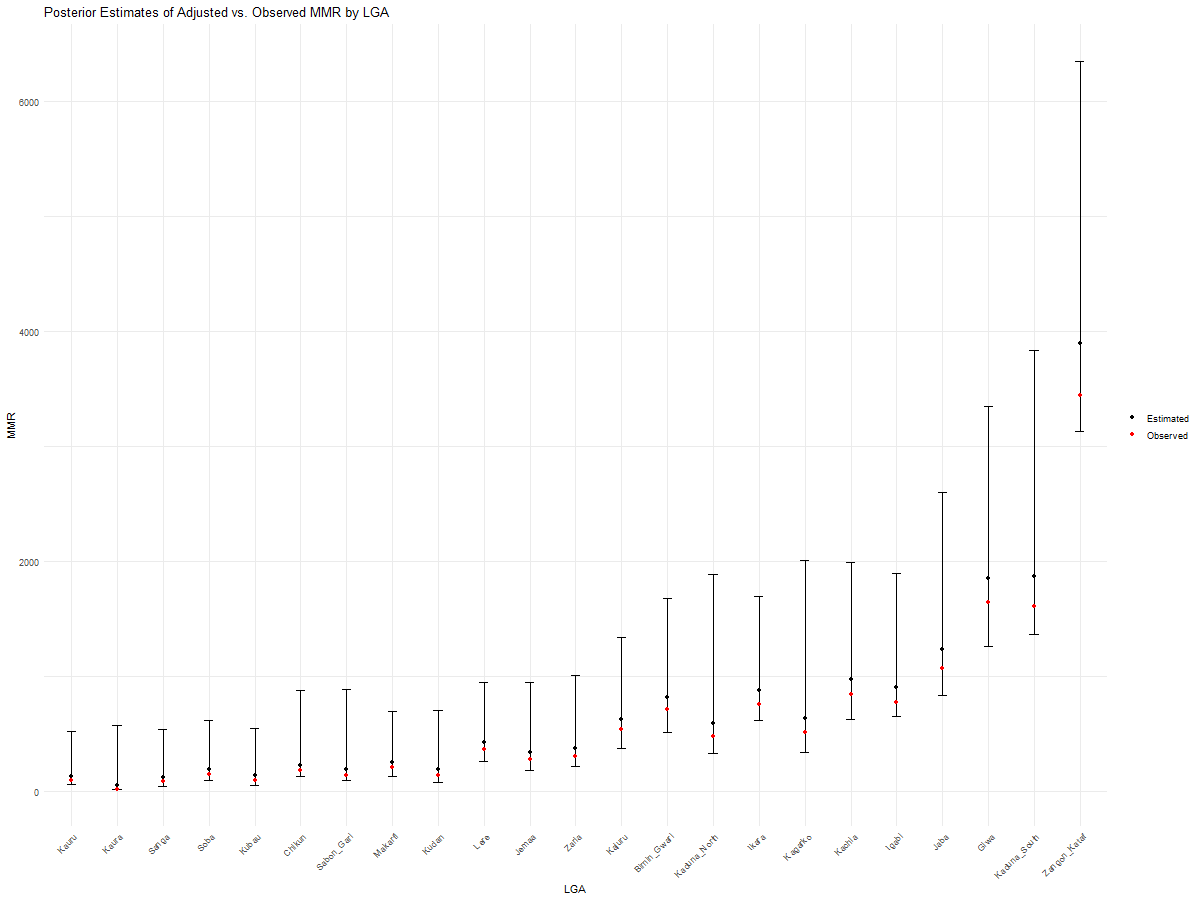 Posterior Estimates of Adjusted vs. Observed MMR by LGA
6000
4000
2000
0
MMR
Estimated
Observed
Kauru
Kaura
Sanga
Soba
Kubau
Chikun
Sabon_Gari
Makarfi
Kudan
Lere
Jemaa
Zaria
Kajuru
Birnin_Gwari
Kaduna_North
Ikara
Kagarko
Kachia
Igabi
Jaba
Giwa
Kaduna_South
Zangon_Kataf
LGA